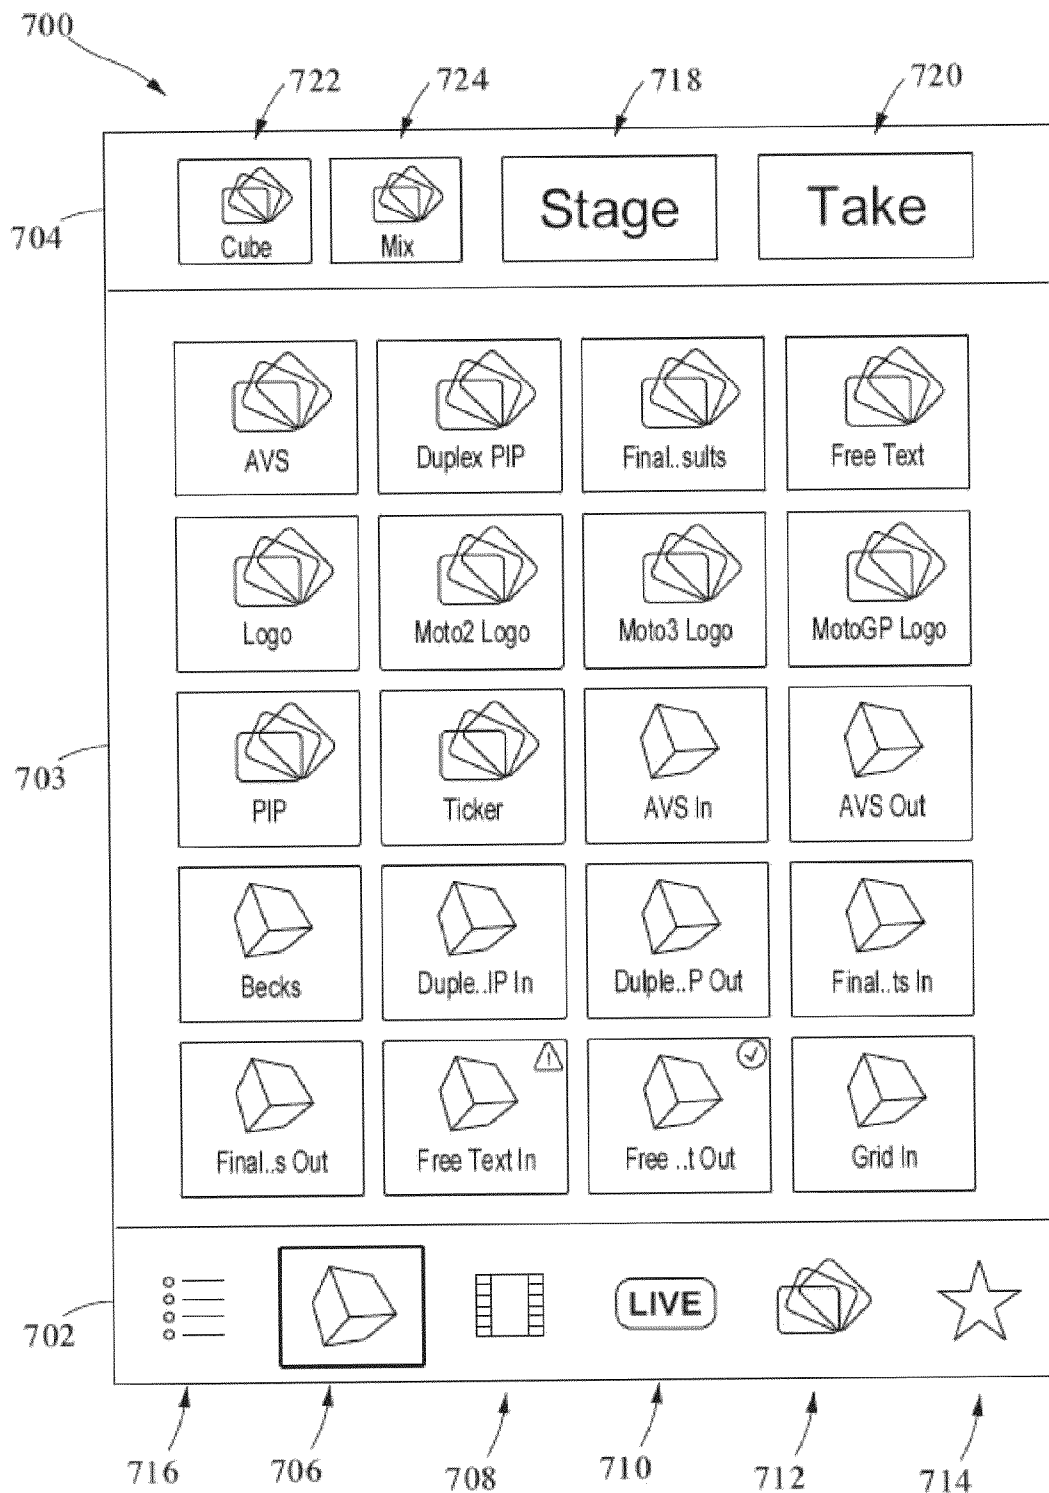 700
722 724 718 720
704
Cube Mix Stage Take
AVS Duplex PIP Final..sults Free Text
Logo Moto2 Logo Moto3 Logo MotoGP Logo
703
PIP Ticker AVS In AVS Out
Becks Duple..IP In Dulple..P Out Final..ts In
Final..s Out Free Text In Free ..t Out Grid In
LIVE
702
716 706 708 710 712 714